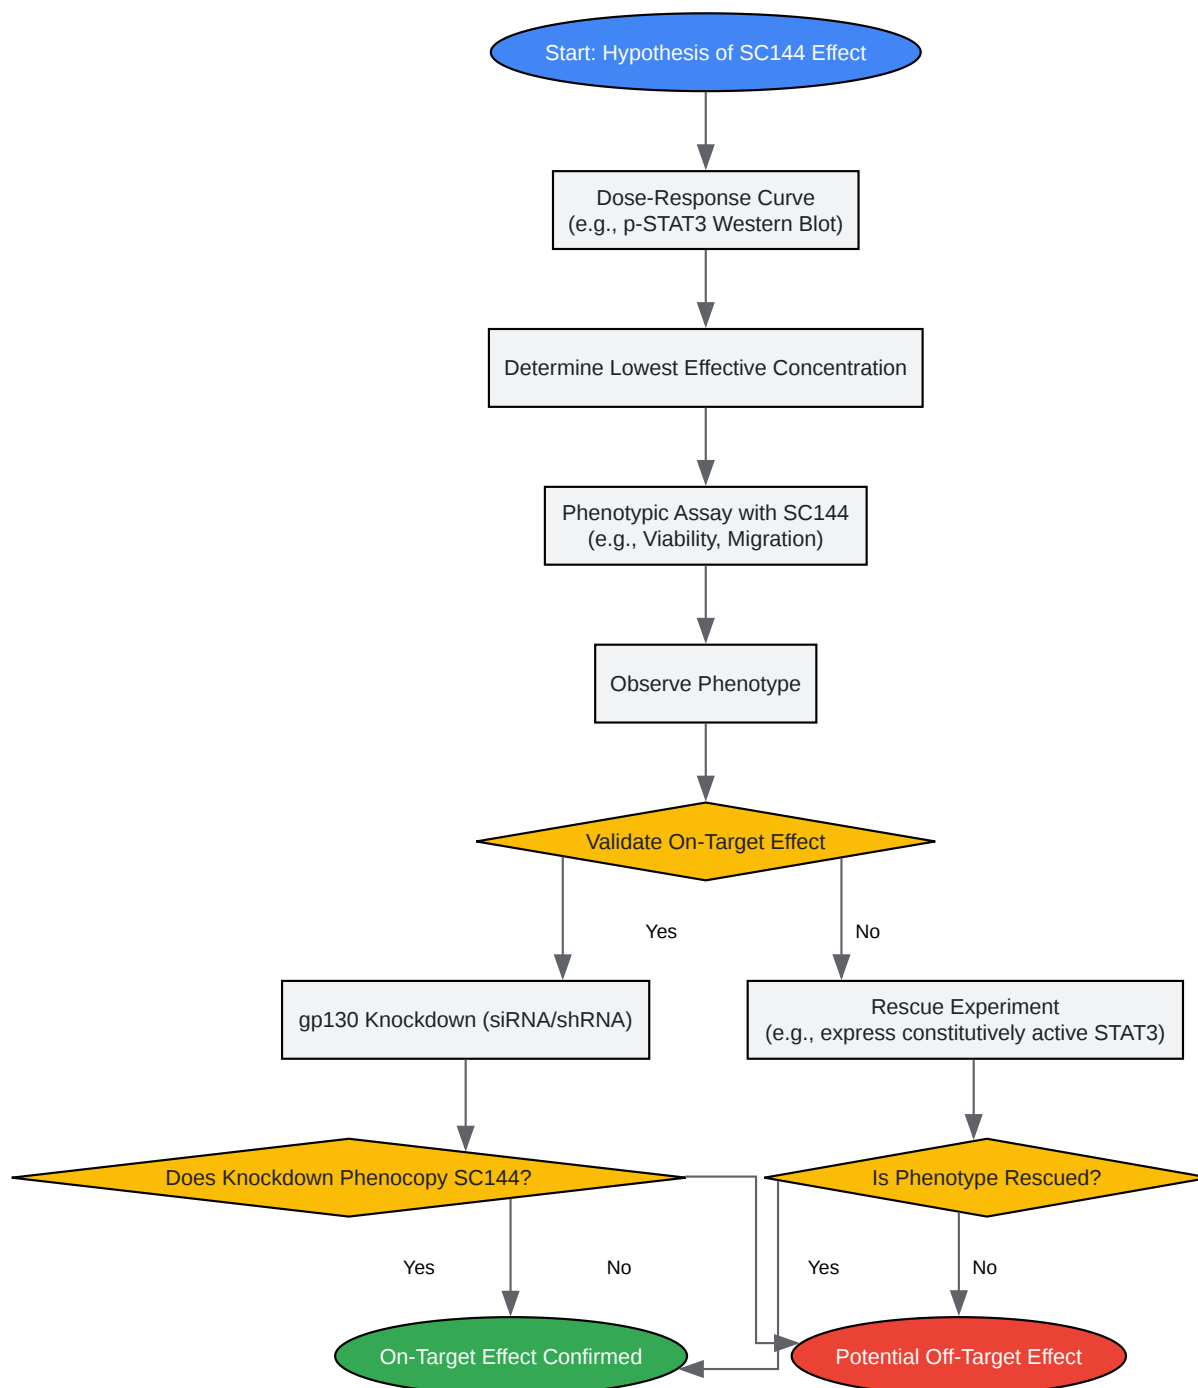 Start: Hypothesis of SC144 Effect
Dose-Response Curve
(e.g., p-STAT3 Western Blot)
Determine Lowest Effective Concentration
Phenotypic Assay with SC144
(e.g., Viability, Migration)
Observe Phenotype
Validate On-Target Effect
Yes
No
gp130 Knockdown (siRNA/shRNA)
Rescue Experiment
(e.g., express constitutively active STAT3)
Does Knockdown Phenocopy SC144?
Is Phenotype Rescued?
Yes
No
Yes
No
On-Target Effect Confirmed
Potential Off-Target Effect